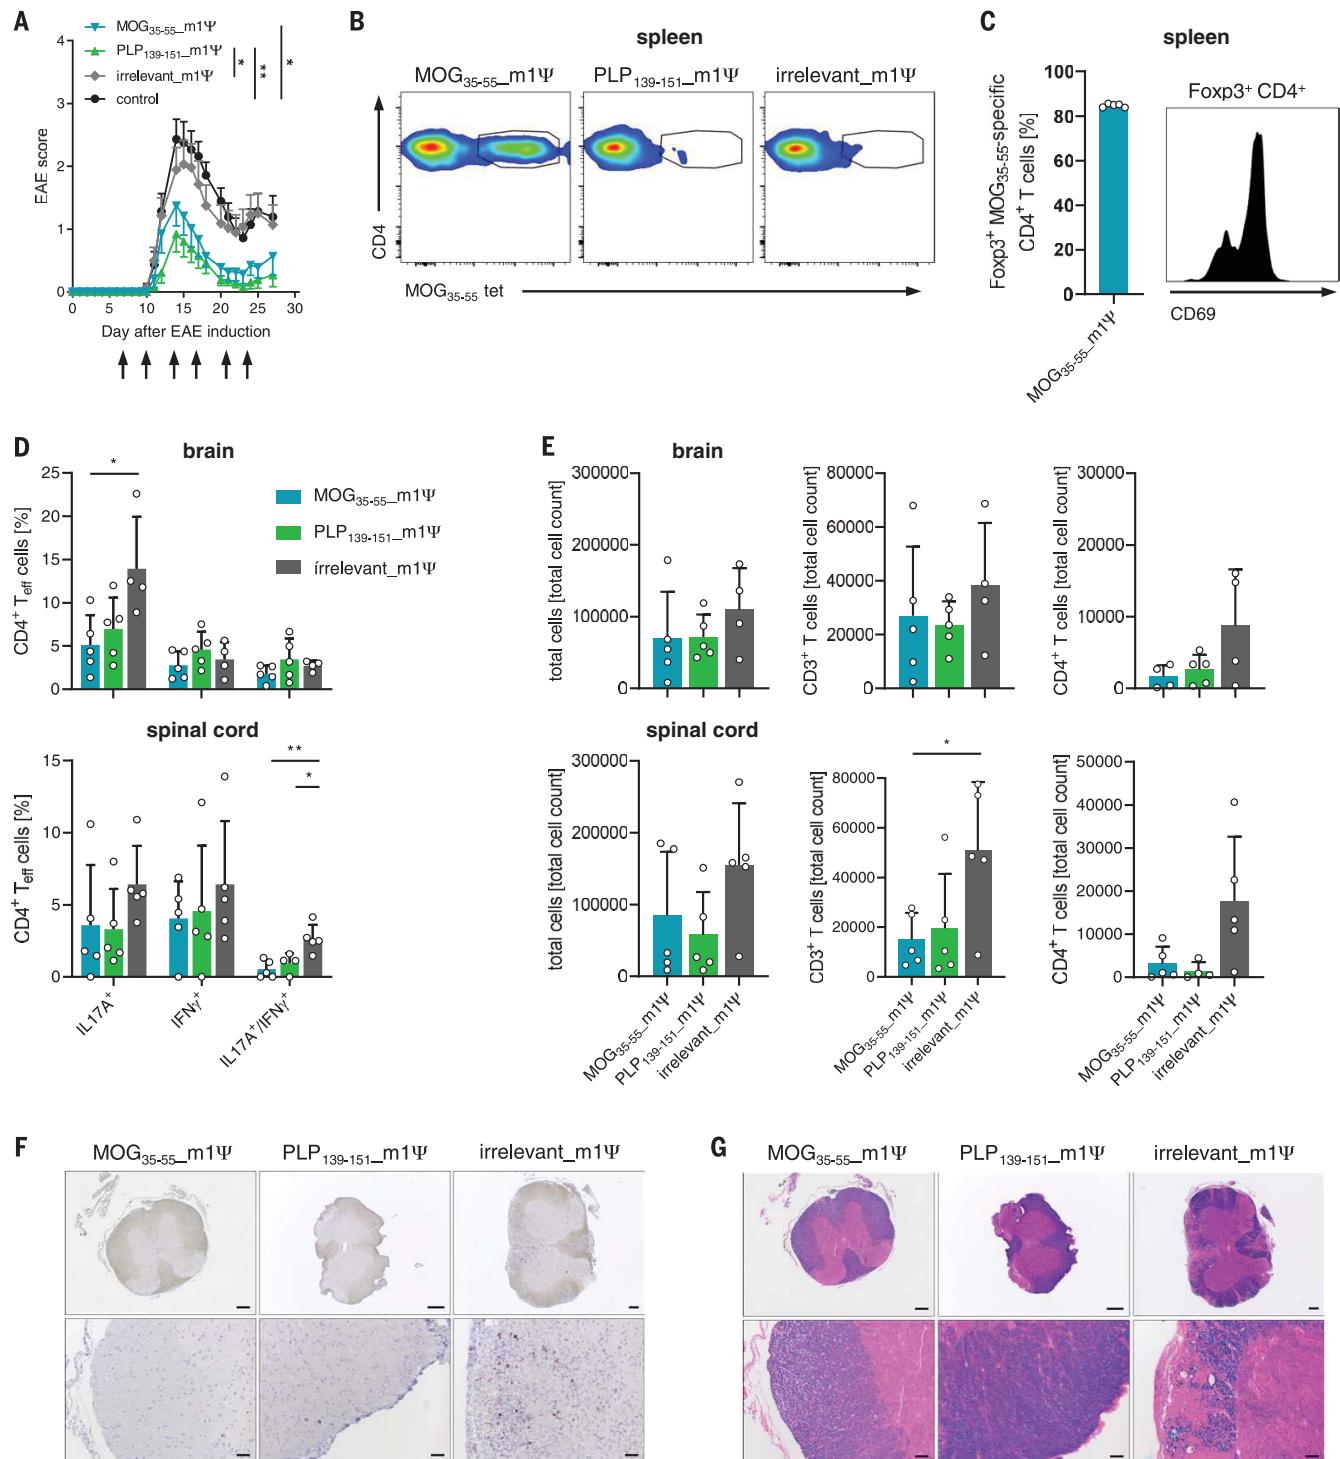 A
MOG35-55_m1Ψ
PLP139-151_m1Ψ
irrelevant_m1Ψ
control
*
**
*
EAE score
4
3
2
1
0
0 5 10 15 20 25 30
Day after EAE induction
B
spleen
MOG35-55_m1Ψ PLP139-151_m1Ψ irrelevant_m1Ψ
CD4
MOG35-55 tet
C
spleen
Foxp3+ MOG35-55-specific
CD4+ T cells [%]
100
80
60
40
20
0
MOG35-55_m1Ψ
Foxp3+ CD4+
CD69
D
brain
CD4+ Teff cells [%]
25
20
15
10
5
0
*
MOG35-55_m1Ψ
PLP139-151_m1Ψ
írrelevant_m1Ψ
spinal cord
CD4+ Teff cells [%]
15
10
5
0
**
*
IL17A+
IFNγ+
IL17A+/IFNγ+
E
brain
total cells [total cell count]
300000
200000
100000
0
CD3+ T cells [total cell count]
80000
60000
40000
20000
0
CD4+ T cells [total cell count]
30000
20000
10000
0
spinal cord
total cells [total cell count]
300000
200000
100000
0
MOG35-55_m1Ψ
PLP139-151_m1Ψ
irrelevant_m1Ψ
CD3+ T cells [total cell count]
80000
60000
40000
20000
0
*
MOG35-55_m1Ψ
PLP139-151_m1Ψ
irrelevant_m1Ψ
CD4+ T cells [total cell count]
50000
40000
30000
20000
10000
0
MOG35-55_m1Ψ
PLP139-151_m1Ψ
irrelevant_m1Ψ
F
MOG35-55_m1Ψ PLP139-151_m1Ψ irrelevant_m1Ψ
G
MOG35-55_m1Ψ PLP139-151_m1Ψ irrelevant_m1Ψ